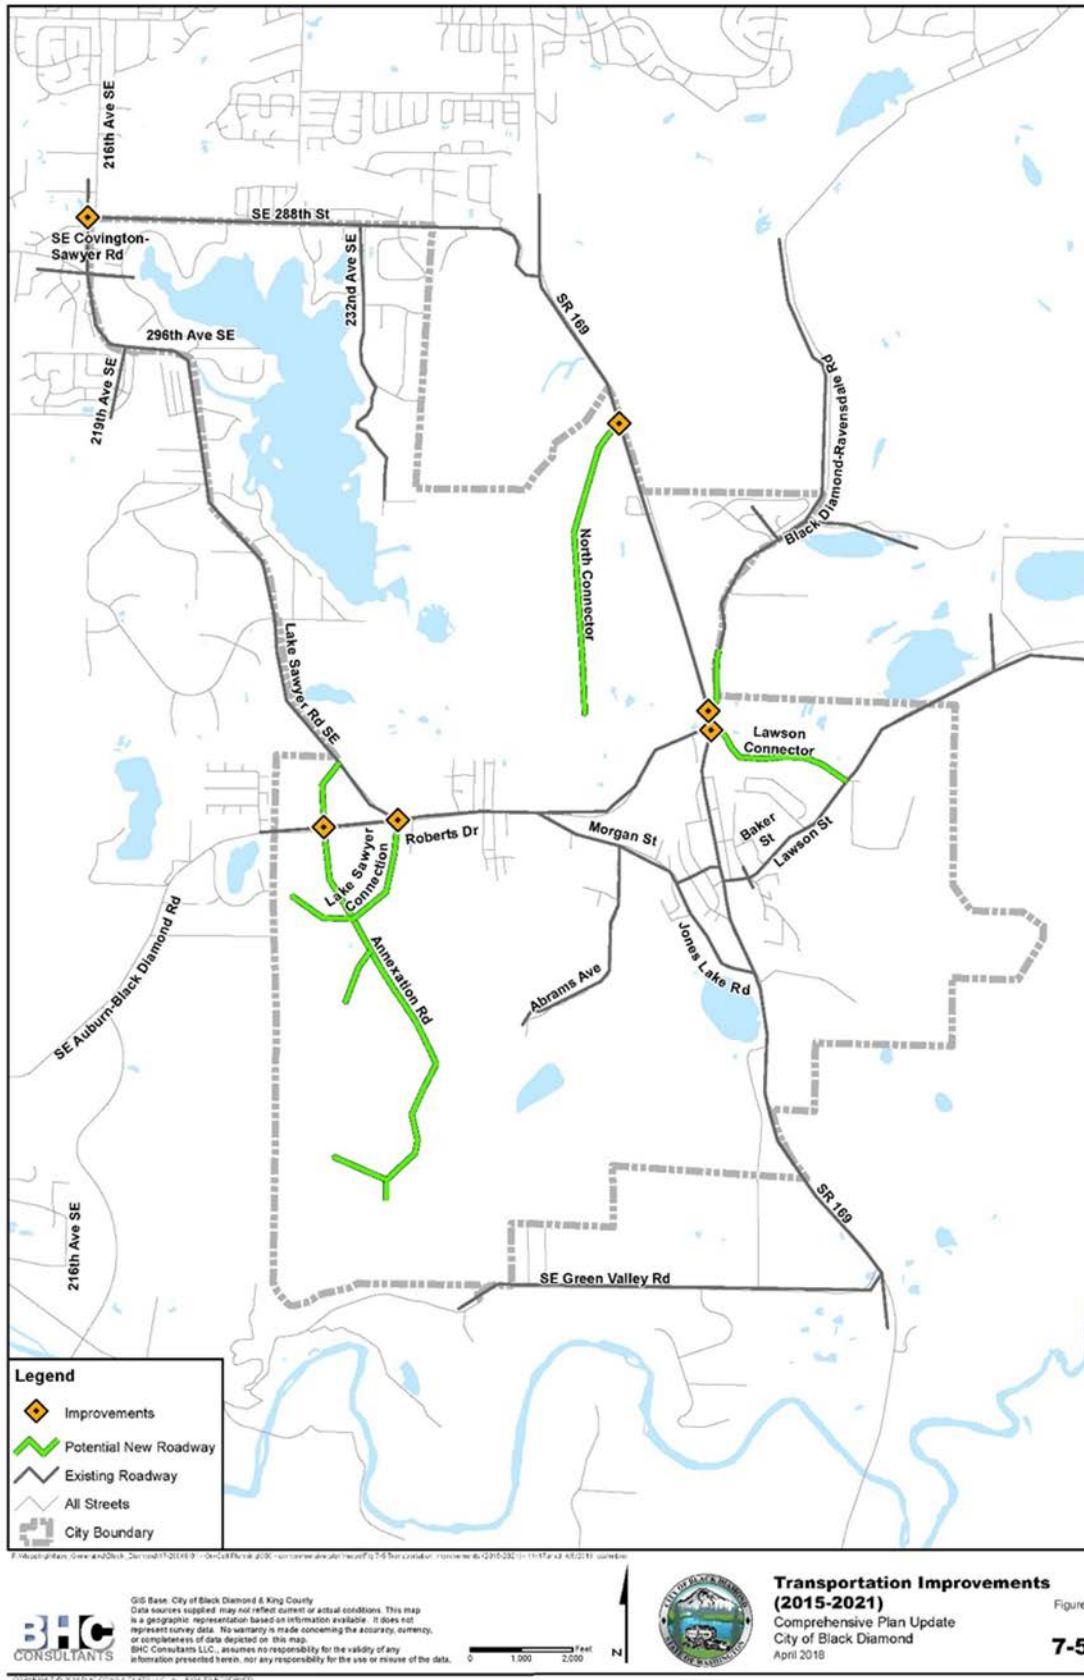 216th Ave SE
SE 288th St
SE Covington-
Sawyer Rd
232nd Ave SE
296th Ave SE
219th Ave SE
SR 169
Black Diamond-Ravensdale Rd
North Connector
Lake Sawyer Rd SE
Lawson
Connector
Roberts Dr
Morgan St
Baker
St
Lawson St
Lake Sawyer
Connection
Annexation Rd
Jones Lake Rd
Abrams Ave
SE Auburn-Black Diamond Rd
216th Ave SE
SR 169
SE Green Valley Rd
Legend
Improvements
Potential New Roadway
Existing Roadway
All Streets
City Boundary
BHC
CONSULTANTS
GIS Base: City of Black Diamond & King County
Data sources supplied may not reflect current or actual conditions. This map
is a geographic representation based on information available. It does not
represent survey data. No warranty is made concerning the accuracy, currency,
or completeness of data depicted on this map.
BHC Consultants LLC., assumes no responsibility for the validity of any
information presented herein, nor any responsibility for the use or misuse of the data.
Feet
0 1,000 2,000
N
CITY OF BLACK DIAMOND
STATE OF WASHINGTON
Transportation Improvements
(2015-2021)
Comprehensive Plan Update
City of Black Diamond
April 2018
Figure
7-5